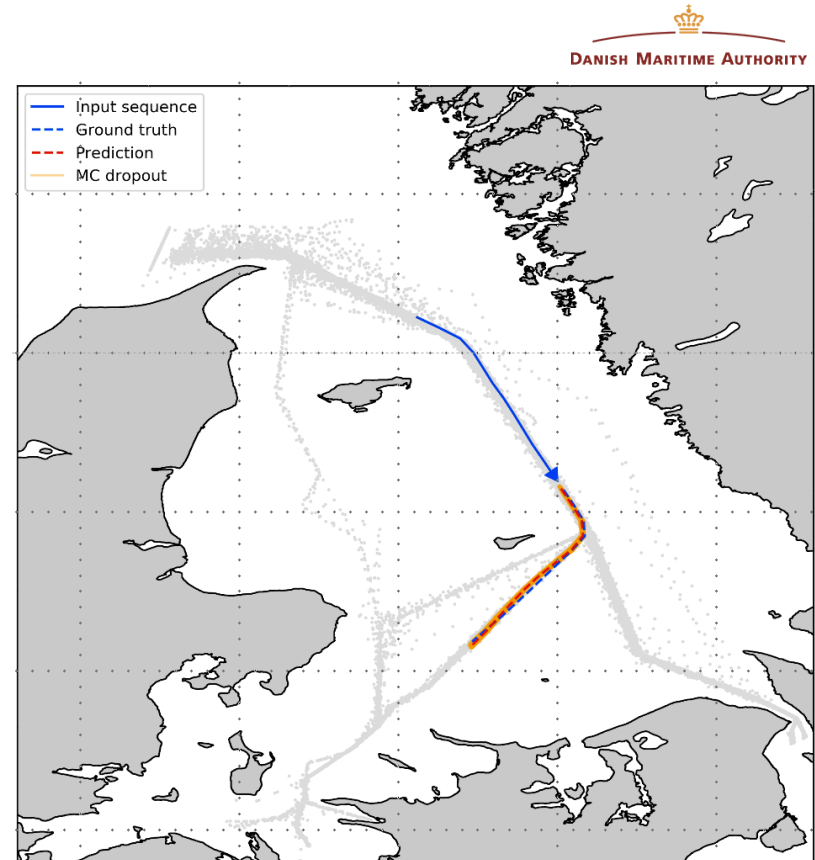 DANISH MARITIME AUTHORITY
Input sequence
Ground truth
Prediction
MC dropout